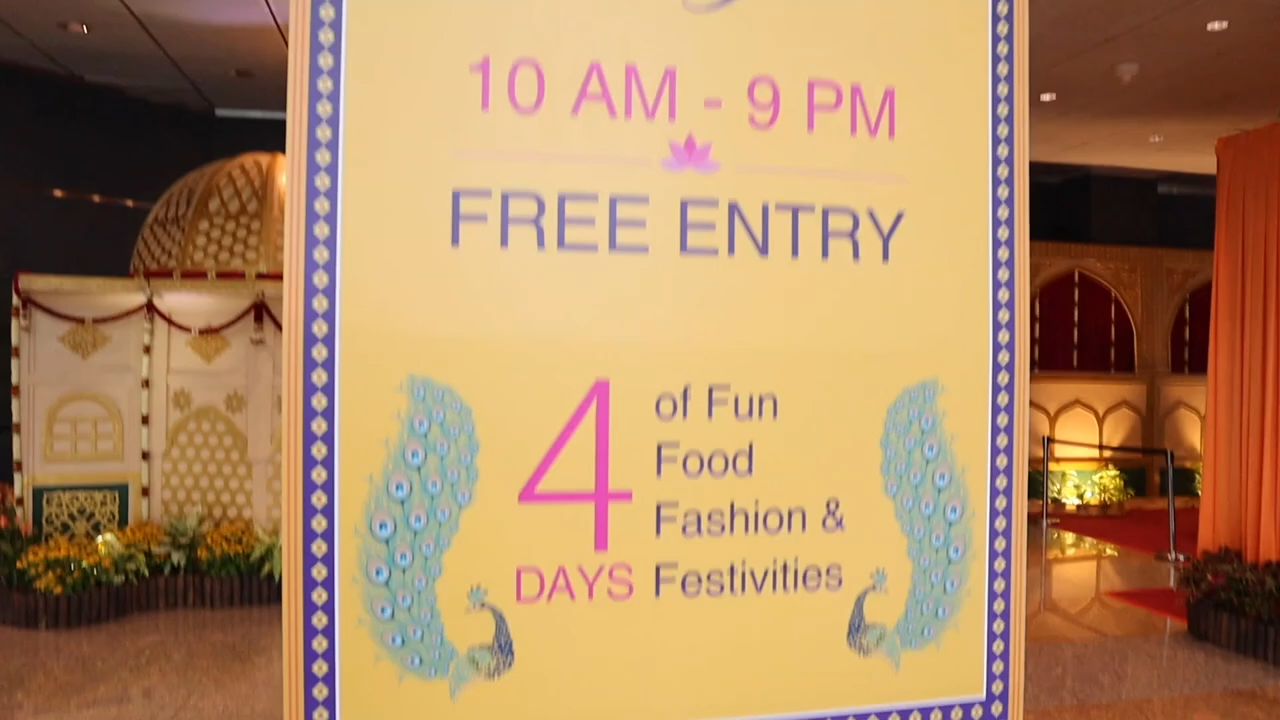 10 AM - 9 PM
FREE ENTRY
4 DAYS
of Fun
Food
Fashion &
Festivities